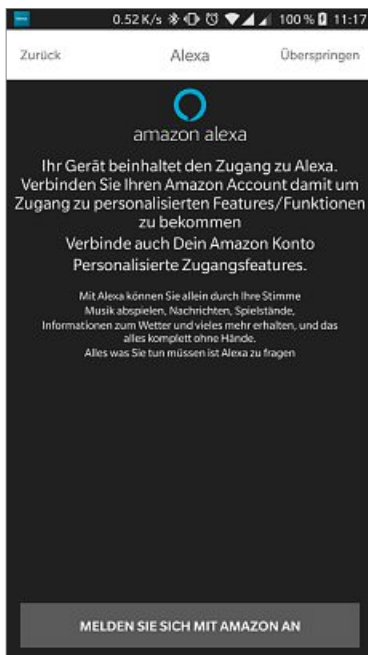 0.52 K/s 100 % 11:17
Zurück Alexa Überspringen
amazon alexa
Ihr Gerät beinhaltet den Zugang zu Alexa.
Verbinden Sie Ihren Amazon Account damit um
Zugang zu personalisierten Features/Funktionen
zu bekommen
Verbinde auch Dein Amazon Konto
Personalisierte Zugangsfeatures.
Mit Alexa können Sie allein durch Ihre Stimme
Musik abspielen, Nachrichten, Spielstände,
Informationen zum Wetter und vieles mehr erhalten, und das
alles komplett ohne Hände.
Alles was Sie tun müssen ist Alexa zu fragen
MELDEN SIE SICH MIT AMAZON AN